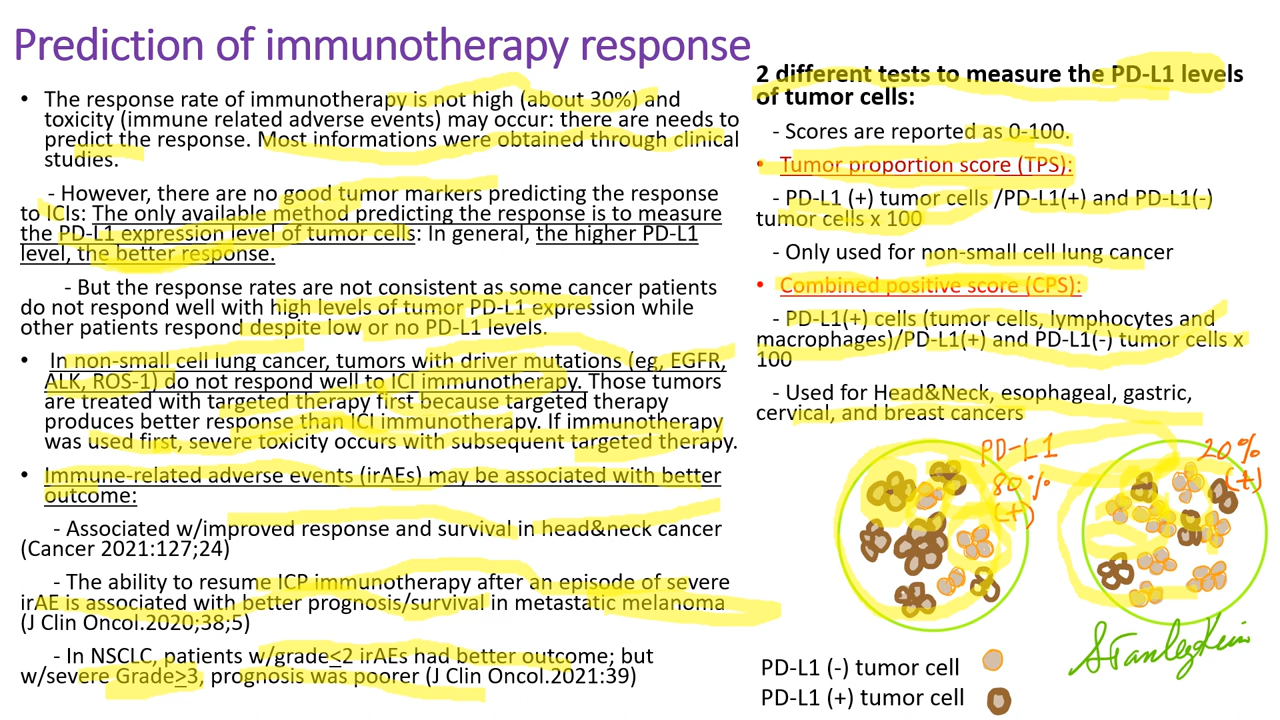 Prediction of immunotherapy response
• The response rate of immunotherapy is not high (about 30%) and
toxicity (immune related adverse events) may occur: there are needs to
predict the response. Most informations were obtained through clinical
studies.
- However, there are no good tumor markers predicting the response
to ICIs: The only available method predicting the response is to measure
the PD-L1 expression level of tumor cells: In general, the higher PD-L1
level, the better response.
- But the response rates are not consistent as some cancer patients
do not respond well with high levels of tumor PD-L1 expression while
other patients respond despite low or no PD-L1 levels.
• In non-small cell lung cancer, tumors with driver mutations (eg, EGFR,
ALK, ROS-1) do not respond well to ICI immunotherapy. Those tumors
are treated with targeted therapy first because targeted therapy
produces better response than ICI immunotherapy. If immunotherapy
was used first, severe toxicity occurs with subsequent targeted therapy.
• Immune-related adverse events (irAEs) may be associated with better
outcome:
- Associated w/improved response and survival in head&neck cancer
(Cancer 2021:127;24)
- The ability to resume ICP immunotherapy after an episode of severe
irAE is associated with better prognosis/survival in metastatic melanoma
(J Clin Oncol.2020;38;5)
- In NSCLC, patients w/grade≤2 irAEs had better outcome; but
w/severe Grade≥3, prognosis was poorer (J Clin Oncol.2021:39)
2 different tests to measure the PD-L1 levels
of tumor cells:
- Scores are reported as 0-100.
• Tumor proportion score (TPS):
- PD-L1 (+) tumor cells /PD-L1(+) and PD-L1(-)
tumor cells x 100
- Only used for non-small cell lung cancer
• Combined positive score (CPS):
- PD-L1(+) cells (tumor cells, lymphocytes and
macrophages)/PD-L1(+) and PD-L1(-) tumor cells x
100
- Used for Head&Neck, esophageal, gastric,
cervical, and breast cancers
PD-L1
80%
(+)
20%
(+)
StanleyKim
PD-L1 (-) tumor cell
PD-L1 (+) tumor cell